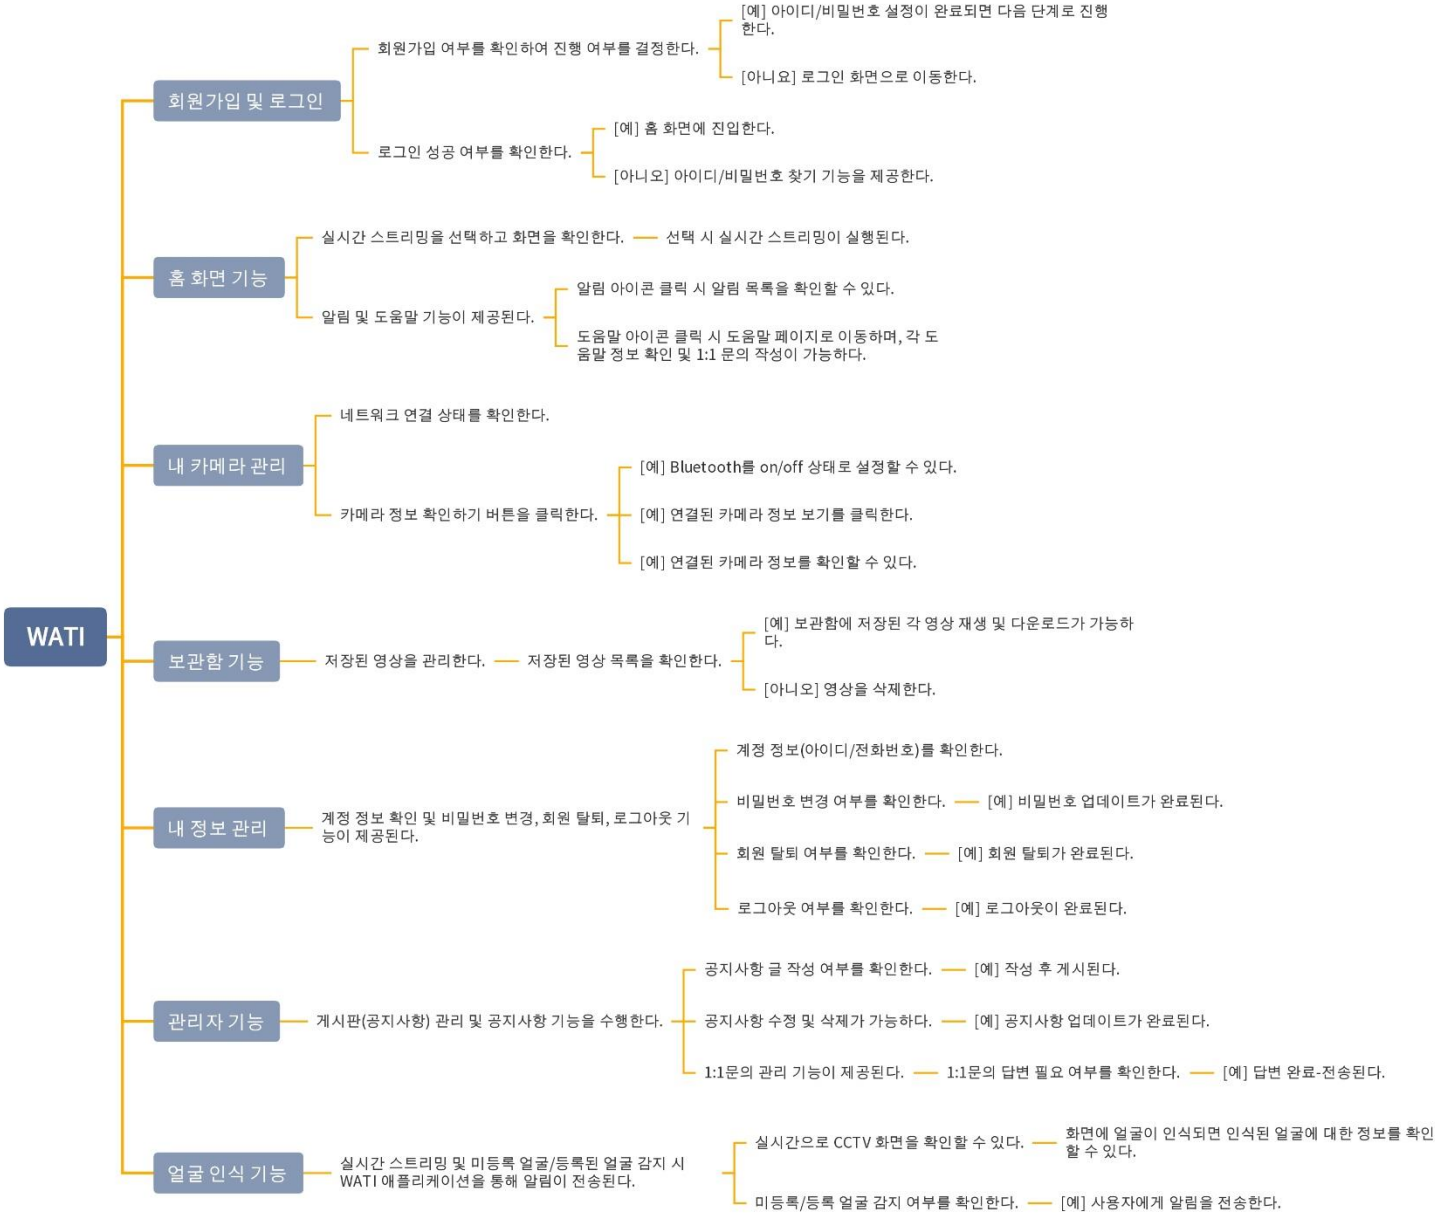 WATI
회원가입 및 로그인
회원가입 여부를 확인하여 진행 여부를 결정한다.
[예] 아이디/비밀번호 설정이 완료되면 다음 단계로 진행
한다.
[아니요] 로그인 화면으로 이동한다.
로그인 성공 여부를 확인한다.
[예] 홈 화면에 진입한다.
[아니오] 아이디/비밀번호 찾기 기능을 제공한다.
홈 화면 기능
실시간 스트리밍을 선택하고 화면을 확인한다.
선택 시 실시간 스트리밍이 실행된다.
알림 및 도움말 기능이 제공된다.
알림 아이콘 클릭 시 알림 목록을 확인할 수 있다.
도움말 아이콘 클릭 시 도움말 페이지로 이동하며, 각 도
움말 정보 확인 및 1:1 문의 작성이 가능하다.
내 카메라 관리
네트워크 연결 상태를 확인한다.
카메라 정보 확인하기 버튼을 클릭한다.
[예] Bluetooth를 on/off 상태로 설정할 수 있다.
[예] 연결된 카메라 정보 보기를 클릭한다.
[예] 연결된 카메라 정보를 확인할 수 있다.
보관함 기능
저장된 영상을 관리한다.
저장된 영상 목록을 확인한다.
[예] 보관함에 저장된 각 영상 재생 및 다운로드가 가능하
다.
[아니오] 영상을 삭제한다.
내 정보 관리
계정 정보 확인 및 비밀번호 변경, 회원 탈퇴, 로그아웃 기
능이 제공된다.
계정 정보(아이디/전화번호)를 확인한다.
비밀번호 변경 여부를 확인한다.
[예] 비밀번호 업데이트가 완료된다.
회원 탈퇴 여부를 확인한다.
[예] 회원 탈퇴가 완료된다.
로그아웃 여부를 확인한다.
[예] 로그아웃이 완료된다.
관리자 기능
게시판(공지사항) 관리 및 공지사항 기능을 수행한다.
공지사항 글 작성 여부를 확인한다.
[예] 작성 후 게시된다.
공지사항 수정 및 삭제가 가능하다.
[예] 공지사항 업데이트가 완료된다.
1:1문의 관리 기능이 제공된다.
1:1문의 답변 필요 여부를 확인한다.
[예] 답변 완료-전송된다.
얼굴 인식 기능
실시간 스트리밍 및 미등록 얼굴/등록된 얼굴 감지 시
WATI 애플리케이션을 통해 알림이 전송된다.
실시간으로 CCTV 화면을 확인할 수 있다.
화면에 얼굴이 인식되면 인식된 얼굴에 대한 정보를 확인
할 수 있다.
미등록/등록 얼굴 감지 여부를 확인한다.
[예] 사용자에게 알림을 전송한다.